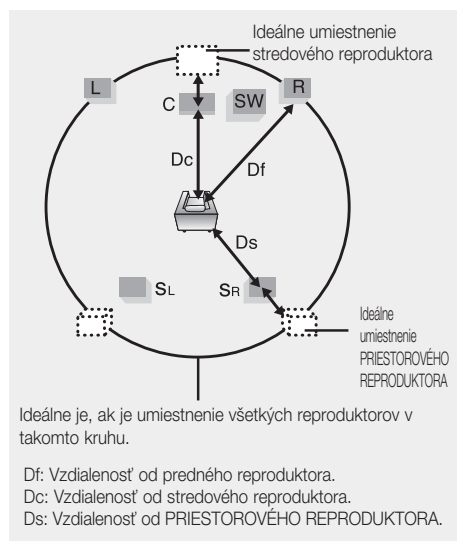 Ideálne umiestnenie
stredového reproduktora
L
R
C
SW
Dc
Df
Ds
SL
SR
Ideálne
umiestnenie
PRIESTOROVÉHO
REPRODUKTORA
Ideálne je, ak je umiestnenie všetkých reproduktorov v
takomto kruhu.
Df: Vzdialenosť od predného reproduktora.
Dc: Vzdialenosť od stredového reproduktora.
Ds: Vzdialenosť od PRIESTOROVÉHO REPRODUKTORA.